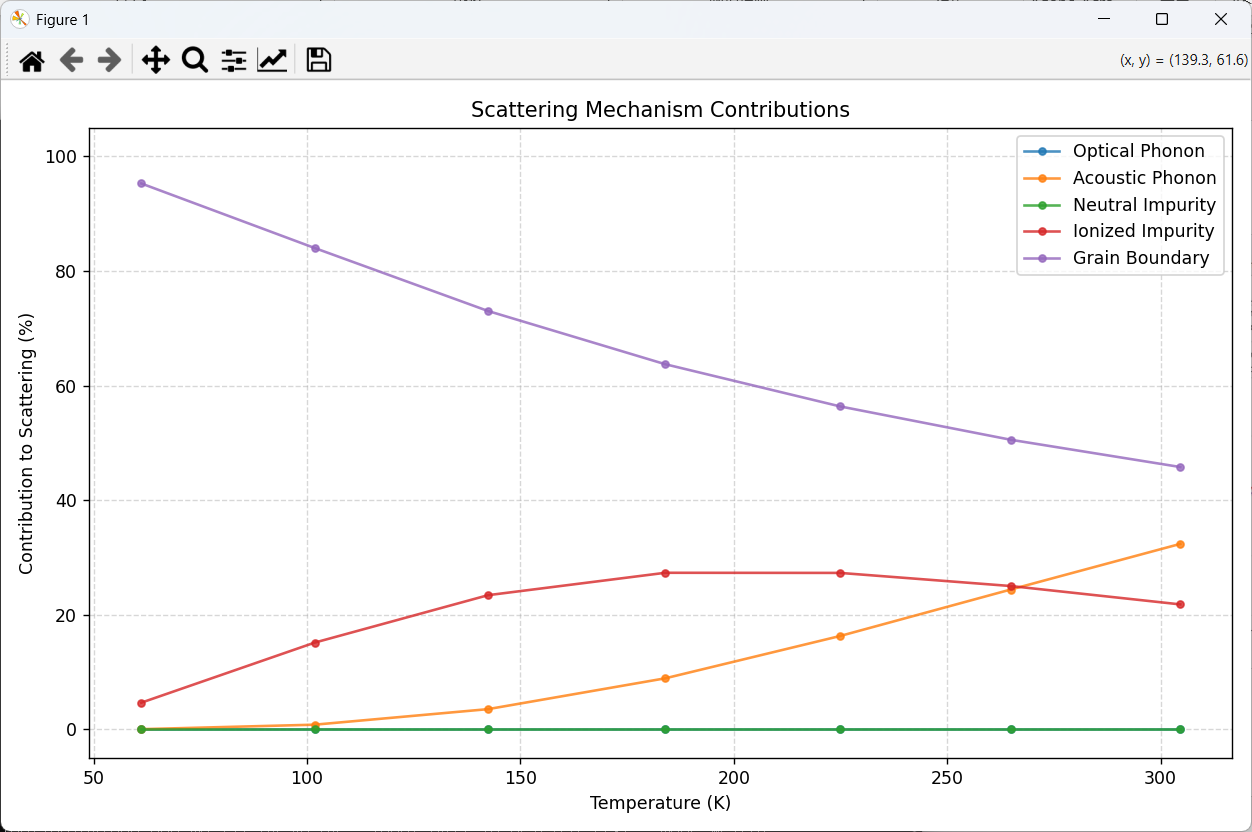 Figure 1
(x, y) = (139.3, 61.6)
Scattering Mechanism Contributions
Optical Phonon
Acoustic Phonon
Neutral Impurity
Ionized Impurity
Grain Boundary
Contribution to Scattering (%)
100
80
60
40
20
0
50 100 150 200 250 300
Temperature (K)